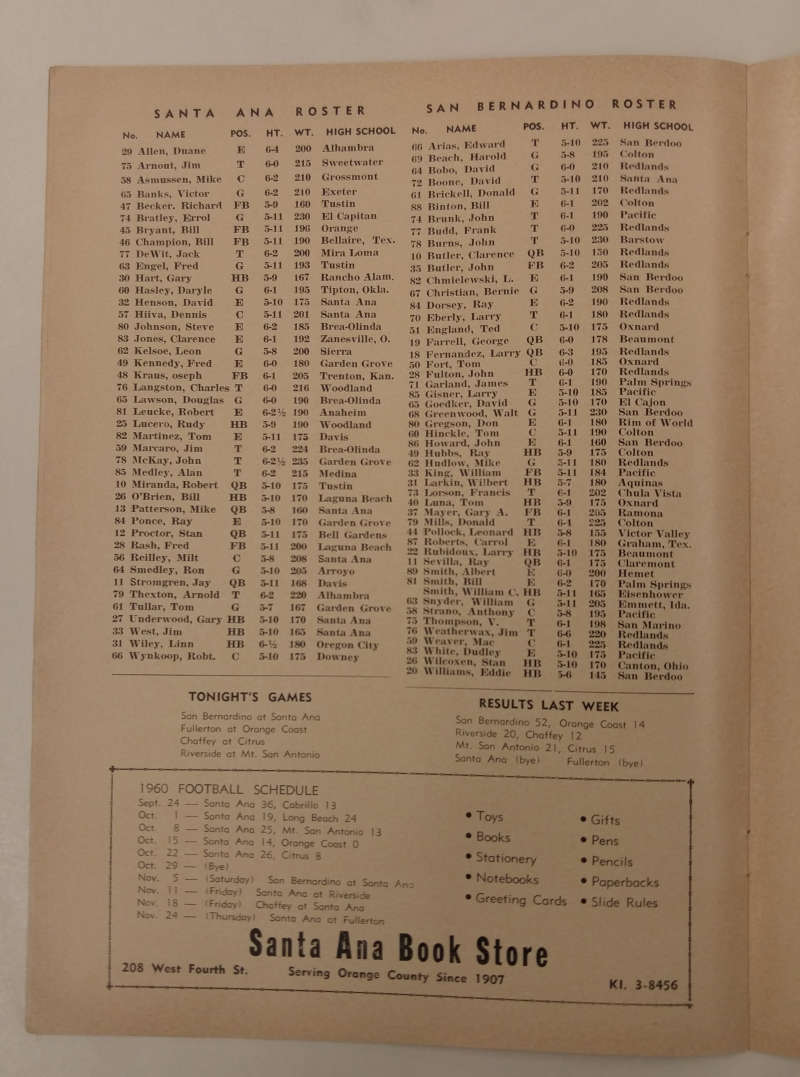 SANTA ANA ROSTER
No. NAME POS. HT. WT. HIGH SCHOOL
29 Allen, Duane E 6-4 200 Alhambra
75 Arnout, Jim T 6-0 215 Sweetwater
58 Asmussen, Mike C 6-2 210 Grossmont
65 Banks, Victor G 6-2 210 Exeter
47 Becker, Richard FB 5-9 160 Tustin
74 Bratley, Errol G 5-11 230 El Capitan
45 Bryant, Bill FB 5-11 196 Orange
46 Champion, Bill FB 5-11 190 Bellaire, Tex.
77 DeWit, Jack T 6-2 200 Mira Loma
63 Engel, Fred G 5-11 193 Tustin
30 Hart, Gary HB 5-9 167 Rancho Alam.
60 Hasley, Daryle G 6-1 195 Tipton, Okla.
32 Henson, David E 5-10 175 Santa Ana
57 Hiiva, Dennis C 5-11 201 Santa Ana
80 Johnson, Steve E 6-2 185 Brea-Olinda
83 Jones, Clarence E 6-1 192 Zanesville, O.
62 Kelsoe, Leon G 5-8 200 Sierra
49 Kennedy, Fred E 6-0 180 Garden Grove
48 Kraus, oseph FB 6-1 205 Trenton, Kan.
76 Langston, Charles T 6-0 216 Woodland
65 Lawson, Douglas G 6-0 190 Brea-Olinda
81 Leucke, Robert E 6-2½ 190 Anaheim
25 Lucero, Rudy HB 5-9 190 Woodland
82 Martinez, Tom E 5-11 175 Davis
59 Marcaro, Jim T 6-2 224 Brea-Olinda
78 McKay, John T 6-2½ 235 Garden Grove
85 Medley, Alan T 6-2 215 Medina
10 Miranda, Robert QB 5-10 175 Tustin
26 O'Brien, Bill HB 5-10 170 Laguna Beach
13 Patterson, Mike QB 5-8 160 Santa Ana
84 Ponce, Ray E 5-10 170 Garden Grove
12 Proctor, Stan QB 5-11 175 Bell Gardens
28 Rash, Fred FB 5-11 200 Laguna Beach
56 Reilley, Milt C 5-8 208 Santa Ana
64 Smedley, Ron G 5-10 205 Arroyo
11 Stromgren, Jay QB 5-11 168 Davis
79 Thexton, Arnold T 6-2 220 Alhambra
61 Tullar, Tom G 5-7 167 Garden Grove
27 Underwood, Gary HB 5-10 170 Santa Ana
33 West, Jim HB 5-10 165 Santa Ana
31 Wiley, Linn HB 6-½ 180 Oregon City
66 Wynkoop, Robt. C 5-10 175 Downey
SAN BERNARDINO ROSTER
No. NAME POS. HT. WT. HIGH SCHOOL
66 Arias, Edward T 5-10 225 San Berdoo
69 Beach, Harold G 5-8 195 Colton
64 Bobo, David G 6-0 210 Redlands
72 Boone, David T 5-10 210 Santa Ana
61 Brickell, Donald G 5-11 170 Redlands
88 Binton, Bill E 6-1 202 Colton
74 Brunk, John T 6-1 190 Pacific
77 Budd, Frank T 6-0 225 Redlands
78 Burns, John T 5-10 230 Barstow
10 Butler, Clarence QB 5-10 150 Redlands
35 Butler, John FB 6-2 205 Redlands
82 Chmielewski, L. E 6-1 190 San Berdoo
67 Christian, Bernie G 5-9 208 San Berdoo
84 Dorsey, Ray E 6-2 190 Redlands
70 Eberly, Larry T 6-1 180 Redlands
51 England, Ted C 5-10 175 Oxnard
19 Farrell, George QB 6-0 178 Beaumont
18 Fernandez, Larry QB 6-3 195 Redlands
50 Fort, Tom C 6-0 185 Oxnard
28 Fulton, John HB 6-0 170 Redlands
71 Garland, James T 6-1 190 Palm Springs
85 Gisner, Larry E 5-10 185 Pacific
65 Goedker, David G 5-10 170 El Cajon
68 Greenwood, Walt G 5-11 230 San Berdoo
80 Gregson, Don E 6-1 180 Rim of World
60 Hinckle, Tom C 5-11 190 Colton
86 Howard, John E 6-1 160 San Berdoo
49 Hubbs, Ray HB 5-9 175 Colton
62 Hudlow, Mike G 5-11 180 Redlands
33 King, William FB 5-11 184 Pacific
31 Larkin, Wilbert HB 5-7 180 Aquinas
73 Lorson, Francis T 6-1 202 Chula Vista
40 Luna, Tom HB 5-9 175 Oxnard
37 Mayer, Gary A. FB 6-1 205 Ramona
79 Mills, Donald T 6-4 225 Colton
44 Pollock, Leonard HB 5-8 155 Victor Valley
87 Roberts, Carrol E 6-1 180 Graham, Tex.
22 Rubidoux, Larry HB 5-10 175 Beaumont
11 Sevilla, Ray QB 6-1 175 Claremont
89 Smith, Albert E 6-0 200 Hemet
81 Smith, Bill E 6-2 170 Palm Springs
Smith, William C. HB 5-11 165 Eisenhower
63 Snyder, William G 5-11 205 Emmett, Ida.
58 Strano, Anthony C 5-8 195 Pacific
75 Thompson, V. T 6-1 198 San Marino
76 Weatherwax, Jim T 6-6 220 Redlands
59 Weaver, Mac C 6-1 225 Redlands
83 White, Dudley E 5-10 175 Pacific
26 Wilcoxen, Stan HB 5-10 170 Canton, Ohio
20 Williams, Eddie HB 5-6 145 San Berdoo
TONIGHT'S GAMES
San Bernardino at Santa Ana
Fullerton at Orange Coast
Chaffey at Citrus
Riverside at Mt. San Antonio
RESULTS LAST WEEK
San Bernardino 52, Orange Coast 14
Riverside 20, Chaffey 12
Mt. San Antonio 21, Citrus 15
Santa Ana (bye) Fullerton (bye)
1960 FOOTBALL SCHEDULE
Sept. 24 — Santa Ana 36, Cabrillo 13
Oct. 1 — Santa Ana 19, Long Beach 24
Oct. 8 — Santa Ana 25, Mt. San Antonio 13
Oct. 15 — Santa Ana 14, Orange Coast 0
Oct. 22 — Santa Ana 26, Citrus 8
Oct. 29 — (Bye)
Nov. 5 — (Saturday) San Bernardino at Santa Ana
Nov. 11 — (Friday) Santa Ana at Riverside
Nov. 18 — (Friday) Chaffey at Santa Ana
Nov. 24 — (Thursday) Santa Ana at Fullerton
• Toys
• Books
• Stationery
• Notebooks
• Greeting Cards
• Gifts
• Pens
• Pencils
• Paperbacks
• Slide Rules
Santa Ana Book Store
208 West Fourth St. Serving Orange County Since 1907 KI. 3-8456